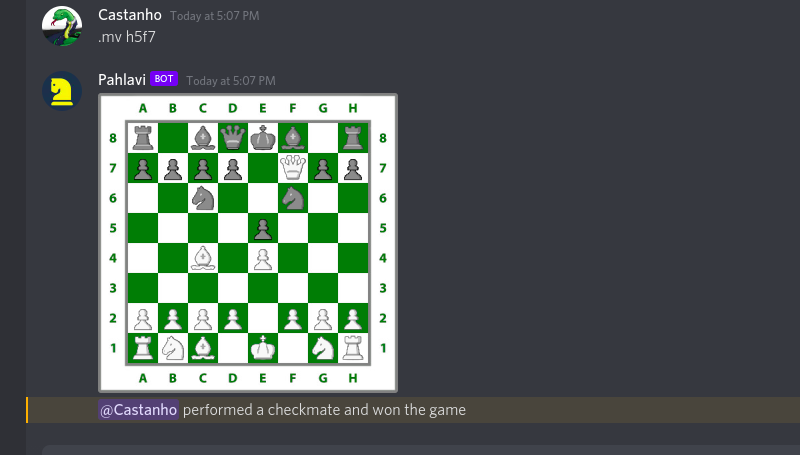 Castanho Today at 5:07 PM
.mv h5f7
Pahlavi BOT Today at 5:07 PM
A B C D E F G H
8 8
7 7
6 6
5 5
4 4
3 3
2 2
1 1
A B C D E F G H
@Castanho performed a checkmate and won the game